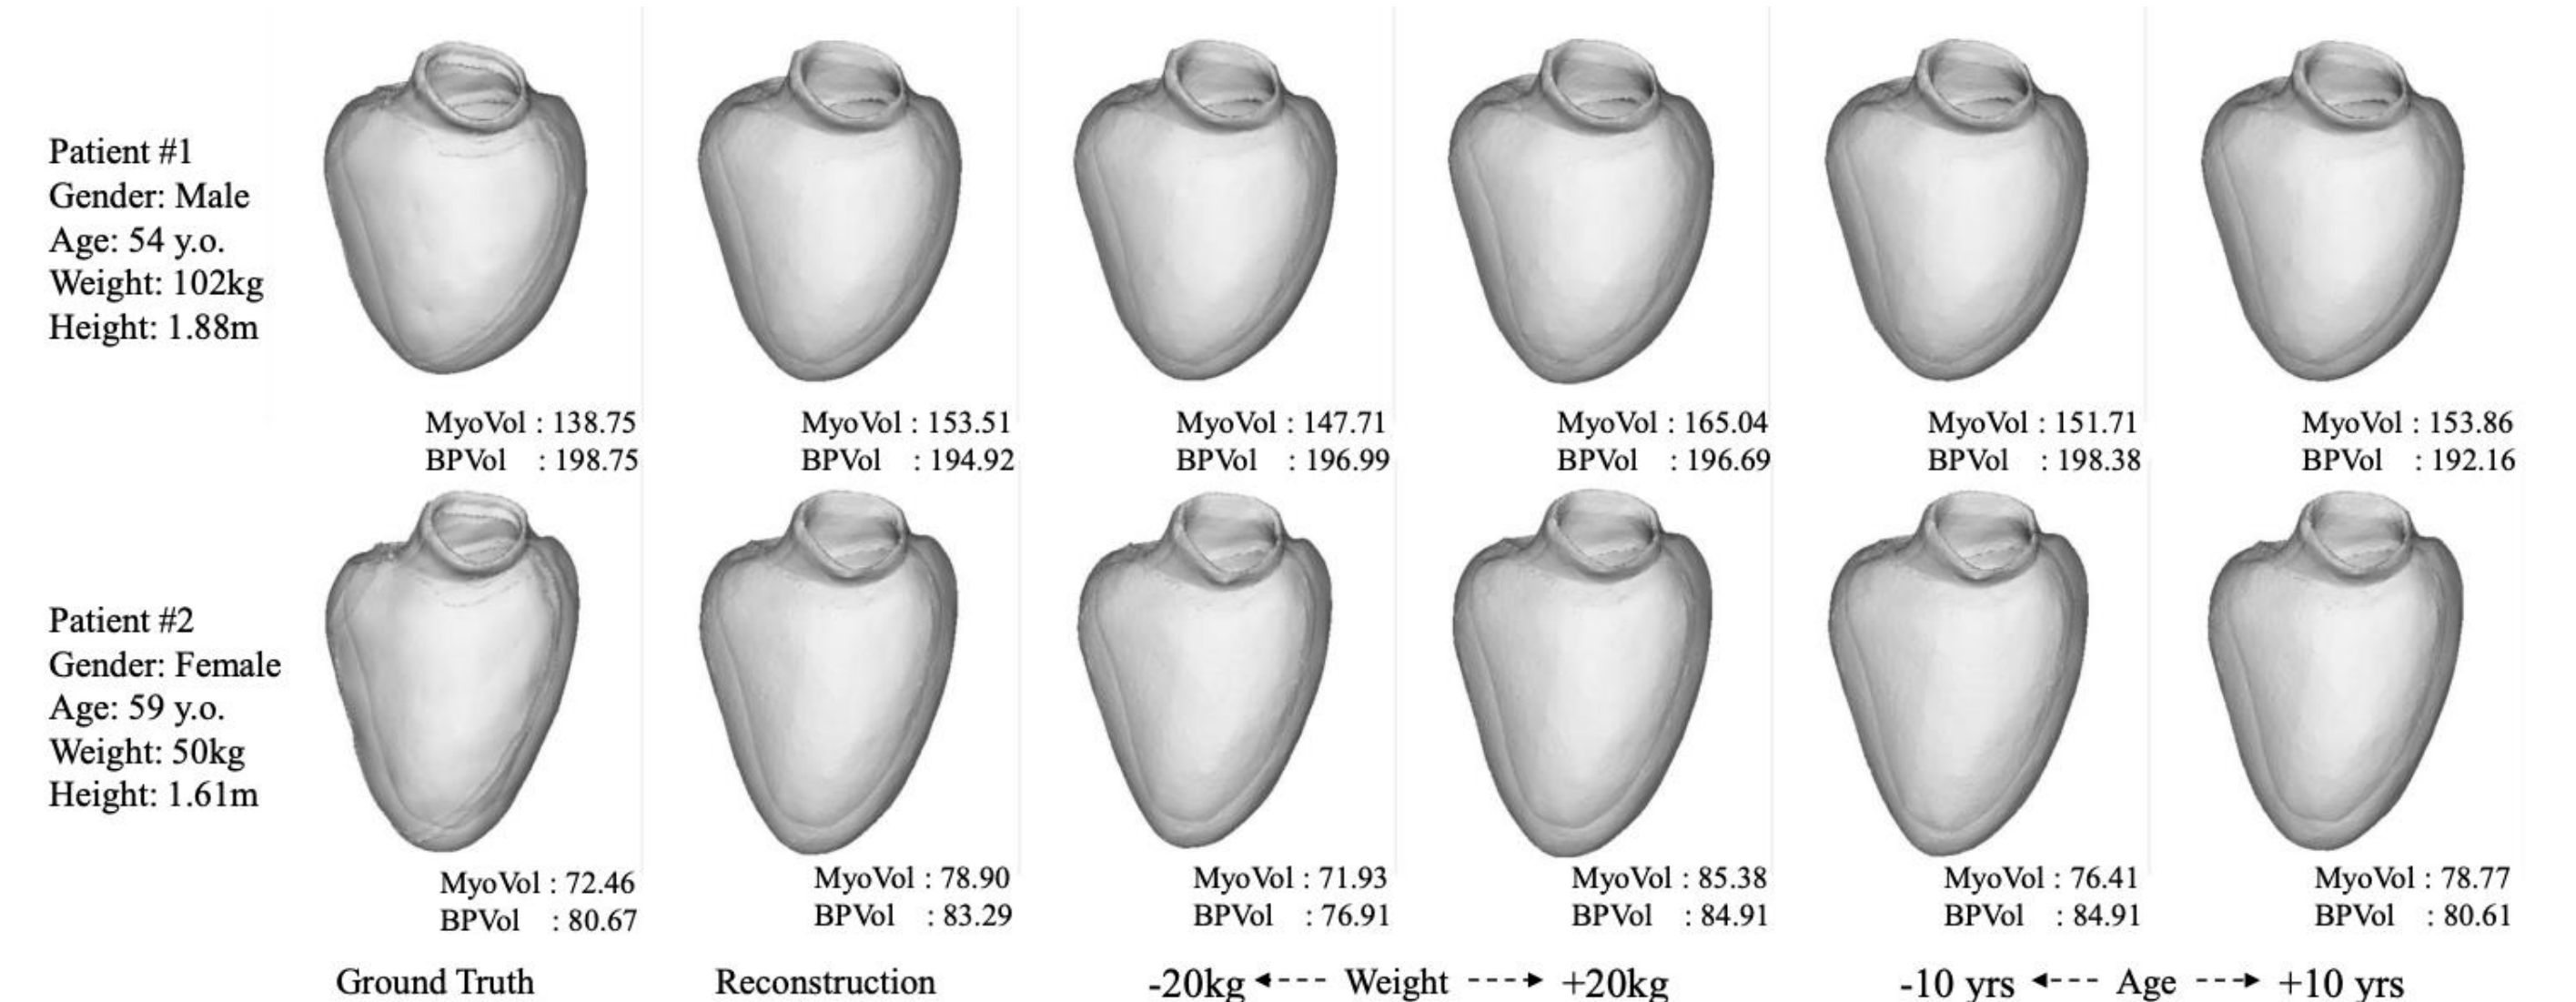 Patient #1
Gender: Male
Age: 54 y.o.
Weight: 102kg
Height: 1.88m
MyoVol : 138.75
BPVol : 198.75
MyoVol : 153.51
BPVol : 194.92
MyoVol : 147.71
BPVol : 196.99
MyoVol : 165.04
BPVol : 196.69
MyoVol : 151.71
BPVol : 198.38
MyoVol : 153.86
BPVol : 192.16
Patient #2
Gender: Female
Age: 59 y.o.
Weight: 50kg
Height: 1.61m
MyoVol : 72.46
BPVol : 80.67
MyoVol : 78.90
BPVol : 83.29
MyoVol : 71.93
BPVol : 76.91
MyoVol : 85.38
BPVol : 84.91
MyoVol : 76.41
BPVol : 84.91
MyoVol : 78.77
BPVol : 80.61
Ground Truth
Reconstruction
-20kg ◄--- Weight ---► +20kg
-10 yrs ◄--- Age ---► +10 yrs